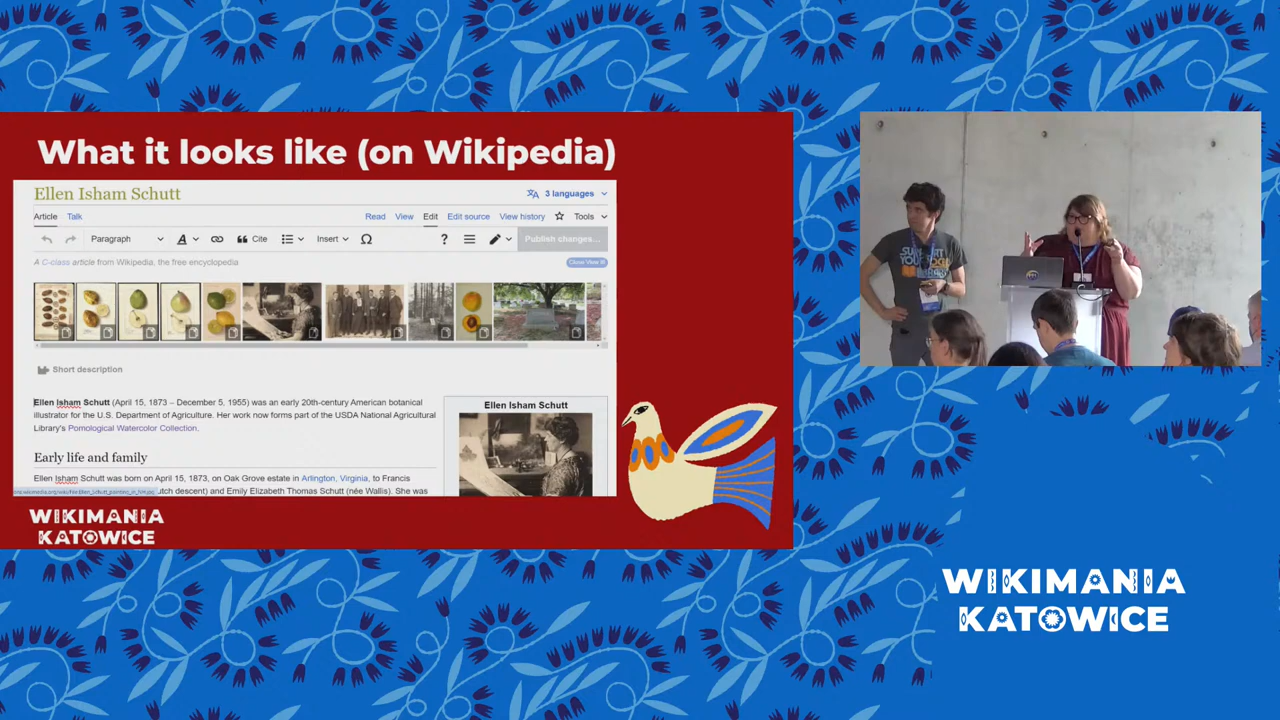 What it looks like (on Wikipedia)
Ellen Isham Schutt
3 languages
Article Talk Read View Edit Edit source View history Tools
Paragraph A Cite Insert Ω ? Publish changes...
A C-class article from Wikipedia, the free encyclopedia
Short description
Ellen Isham Schutt (April 15, 1873 – December 5, 1955) was an early 20th-century American botanical
illustrator for the U.S. Department of Agriculture. Her work now forms part of the USDA National Agricultural
Library's Pomological Watercolor Collection.
Ellen Isham Schutt
Early life and family
Ellen Isham Schutt was born on April 15, 1873, on Oak Grove estate in Arlington, Virginia, to Francis
utch descent) and Emily Elizabeth Thomas Schutt (née Wallis). She was
WIKIMANIA
KATOWICE
WIKIMANIA
KATOWICE